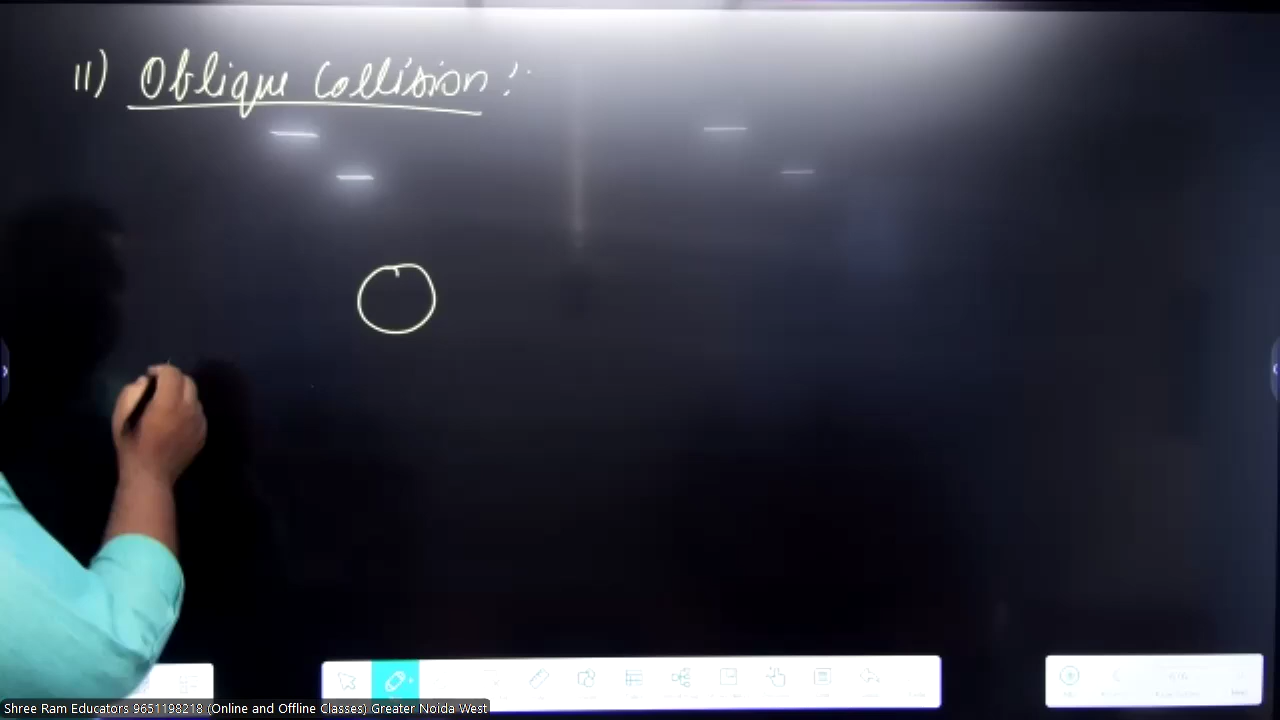 11) Oblique Collision :
Shree Ram Educators 9651198218 (Online and Offline Classes) Greater Noida West